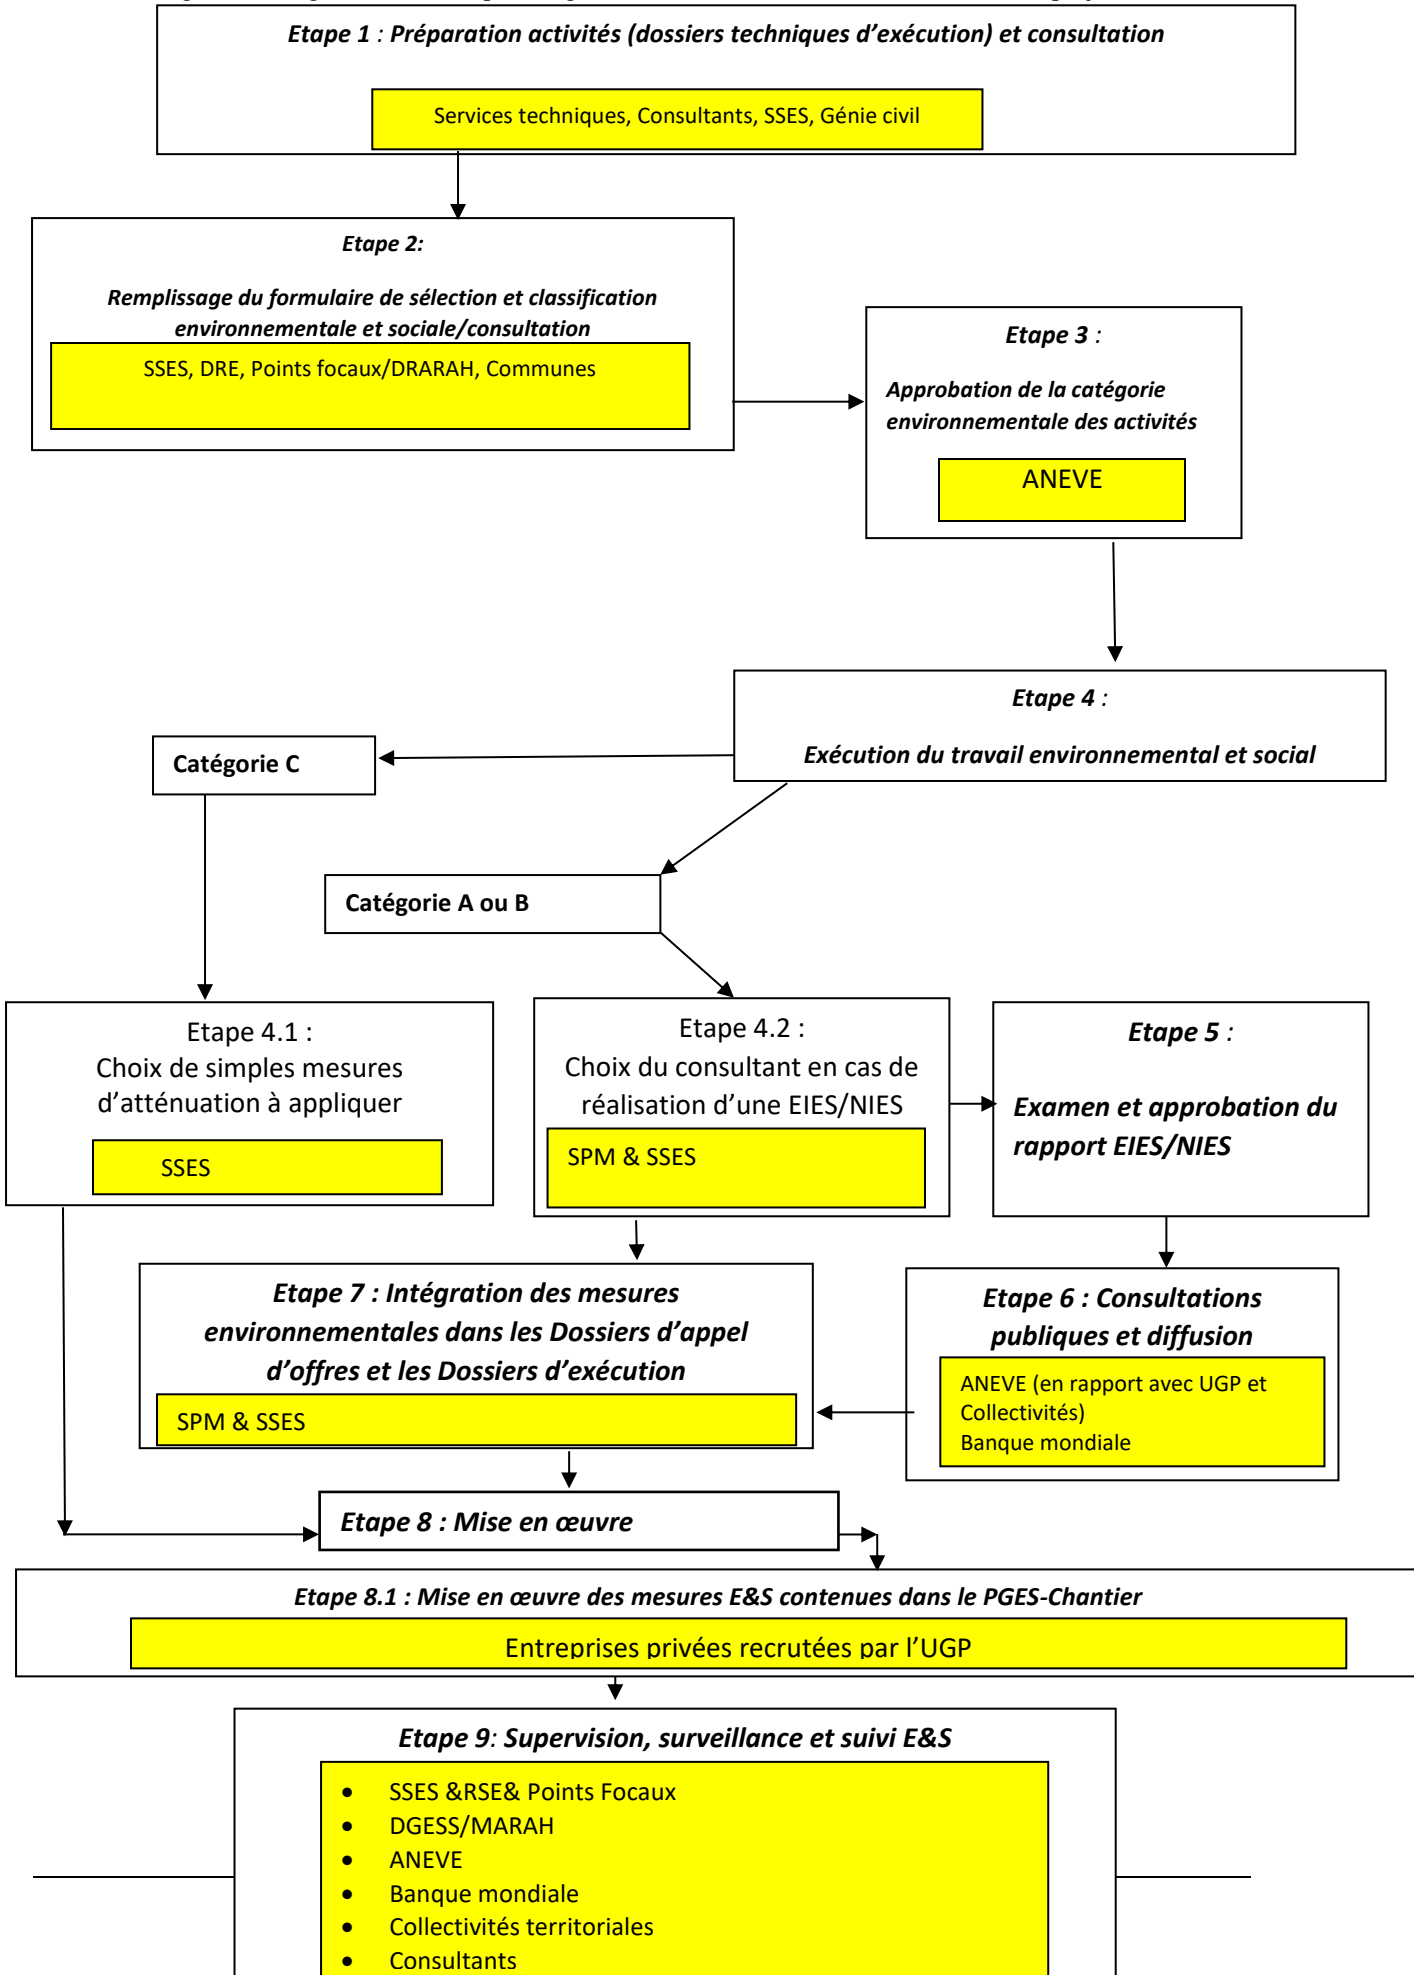 Etape 1 : Préparation activités (dossiers techniques d'exécution) et consultation
Services techniques, Consultants, SSES, Génie civil
Etape 2:
Remplissage du formulaire de sélection et classification
environnementale et sociale/consultation
SSES, DRE, Points focaux/DRARAH, Communes
Etape 3 :
Approbation de la catégorie
environnementale des activités
ANEVE
Etape 4 :
Exécution du travail environnemental et social
Catégorie C
Catégorie A ou B
Etape 4.1 :
Choix de simples mesures
d'atténuation à appliquer
SSES
Etape 4.2 :
Choix du consultant en cas de
réalisation d'une EIES/NIES
SPM & SSES
Etape 5 :
Examen et approbation du
rapport EIES/NIES
Etape 6 : Consultations
publiques et diffusion
ANEVE (en rapport avec UGP et
Collectivités)
Banque mondiale
Etape 7 : Intégration des mesures
environnementales dans les Dossiers d'appel
d'offres et les Dossiers d'exécution
SPM & SSES
Etape 8 : Mise en œuvre
Etape 8.1 : Mise en œuvre des mesures E&S contenues dans le PGES-Chantier
Entreprises privées recrutées par l'UGP
Etape 9: Supervision, surveillance et suivi E&S
• SSES &RSE& Points Focaux
• DGESS/MARAH
• ANEVE
• Banque mondiale
• Collectivités territoriales
• Consultants